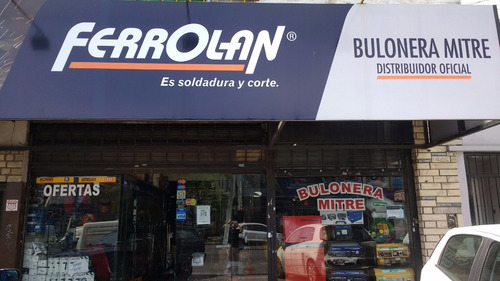 FERROLAN®
Es soldadura y corte.
BULONERA MITRE
DISTRIBUIDOR OFICIAL
OFERTAS
BULONERA
MITRE